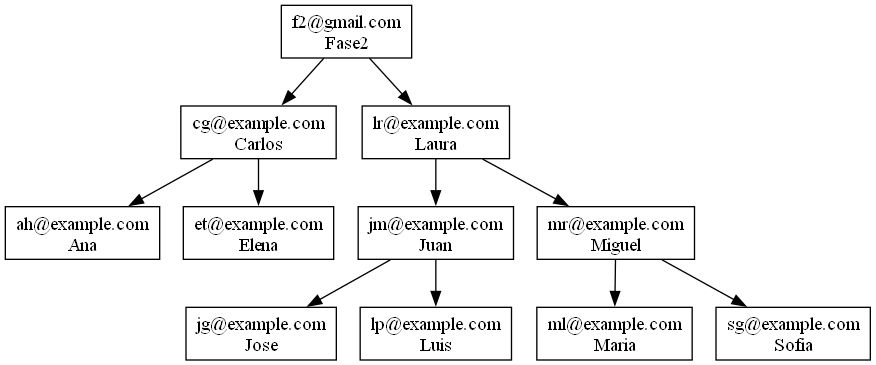 f2@gmail.com
Fase2
cg@example.com
Carlos
lr@example.com
Laura
ah@example.com
Ana
et@example.com
Elena
jm@example.com
Juan
mr@example.com
Miguel
jg@example.com
Jose
lp@example.com
Luis
ml@example.com
Maria
sg@example.com
Sofia